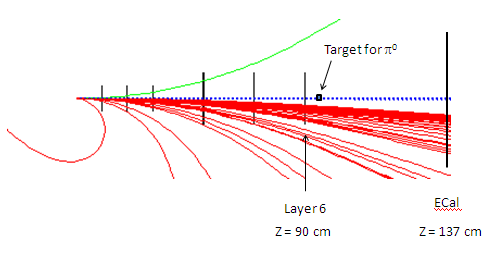 Target for π⁰
Layer 6
Z = 90 cm
ECal
Z = 137 cm